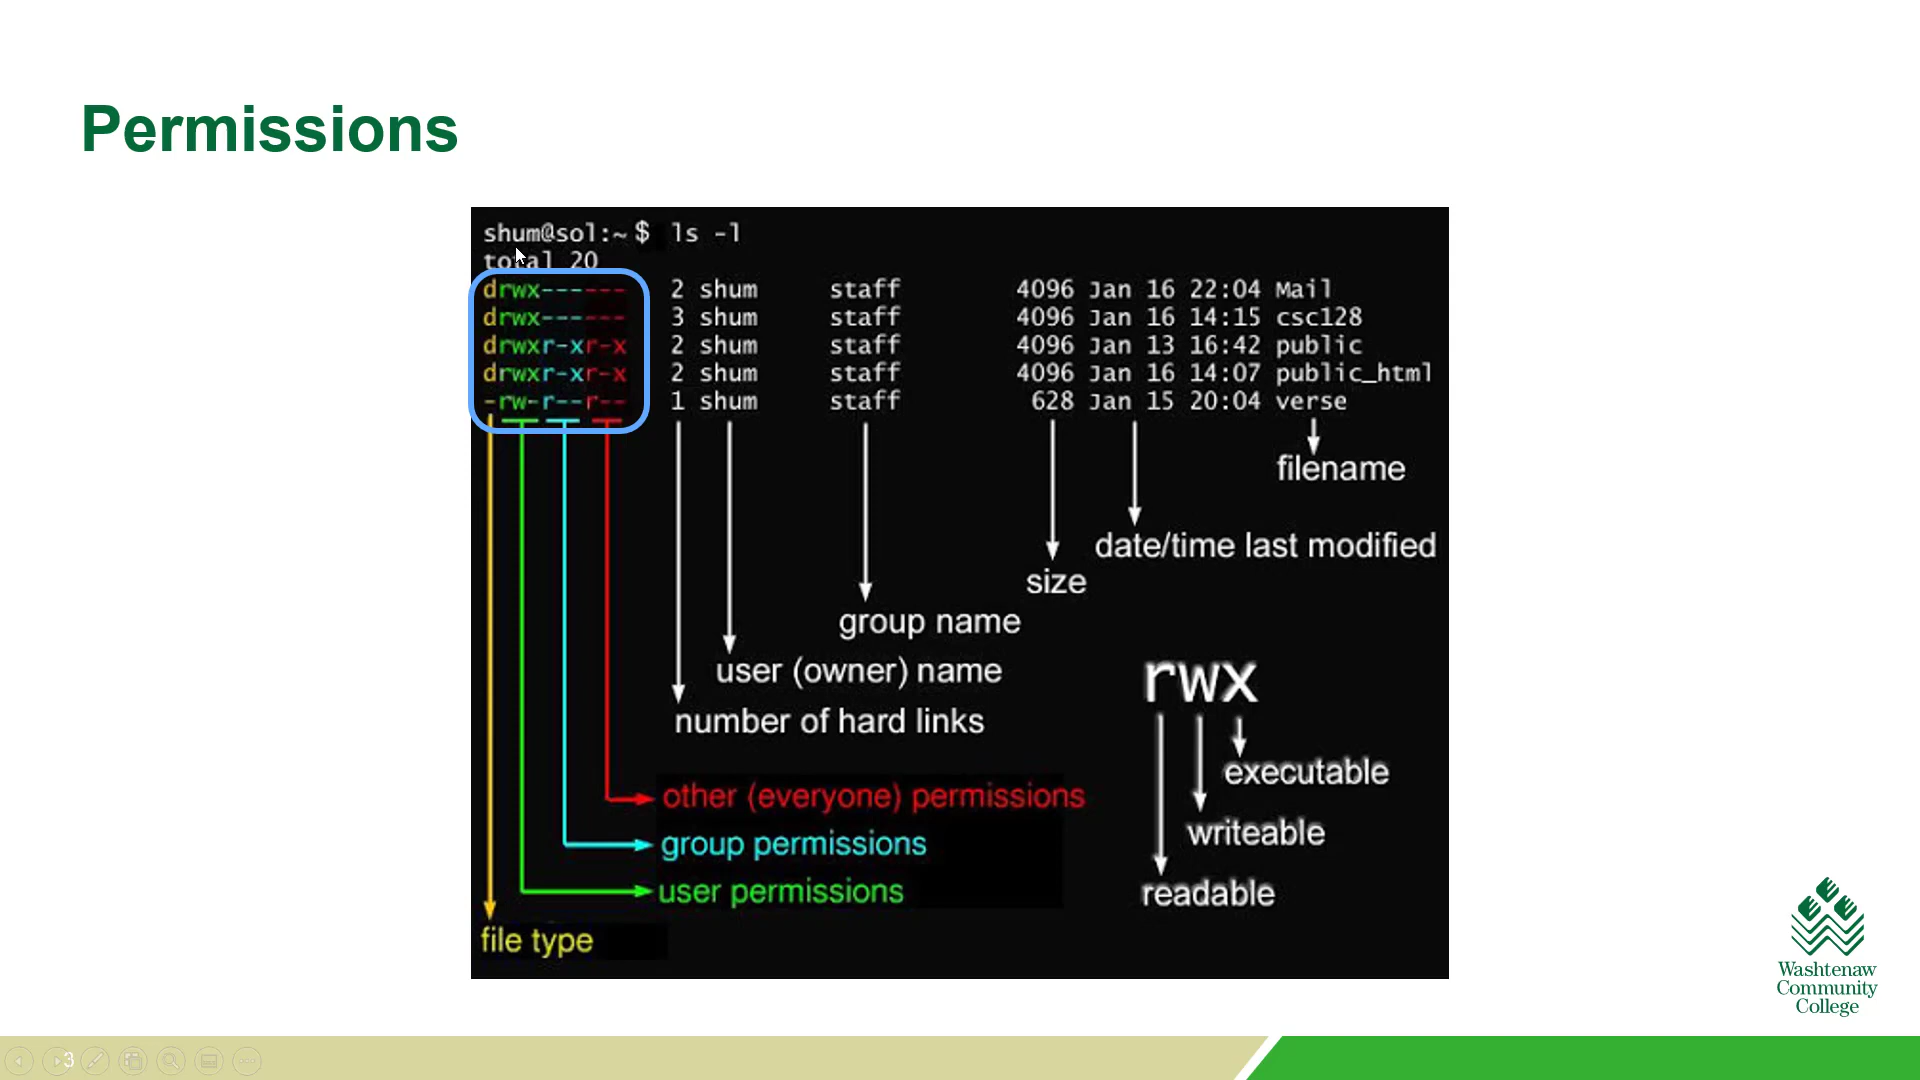 Permissions
shum@sol:~$ ls -l
total 20
drwx------ 2 shum staff 4096 Jan 16 22:04 Mail
drwx------ 3 shum staff 4096 Jan 16 14:15 csc128
drwxr-xr-x 2 shum staff 4096 Jan 13 16:42 public
drwxr-xr-x 2 shum staff 4096 Jan 16 14:07 public_html
-rw-r--r-- 1 shum staff 628 Jan 15 20:04 verse
filename
date/time last modified
size
group name
user (owner) name
number of hard links
rwx
executable
writeable
readable
other (everyone) permissions
group permissions
user permissions
file type
Washtenaw
Community
College
3